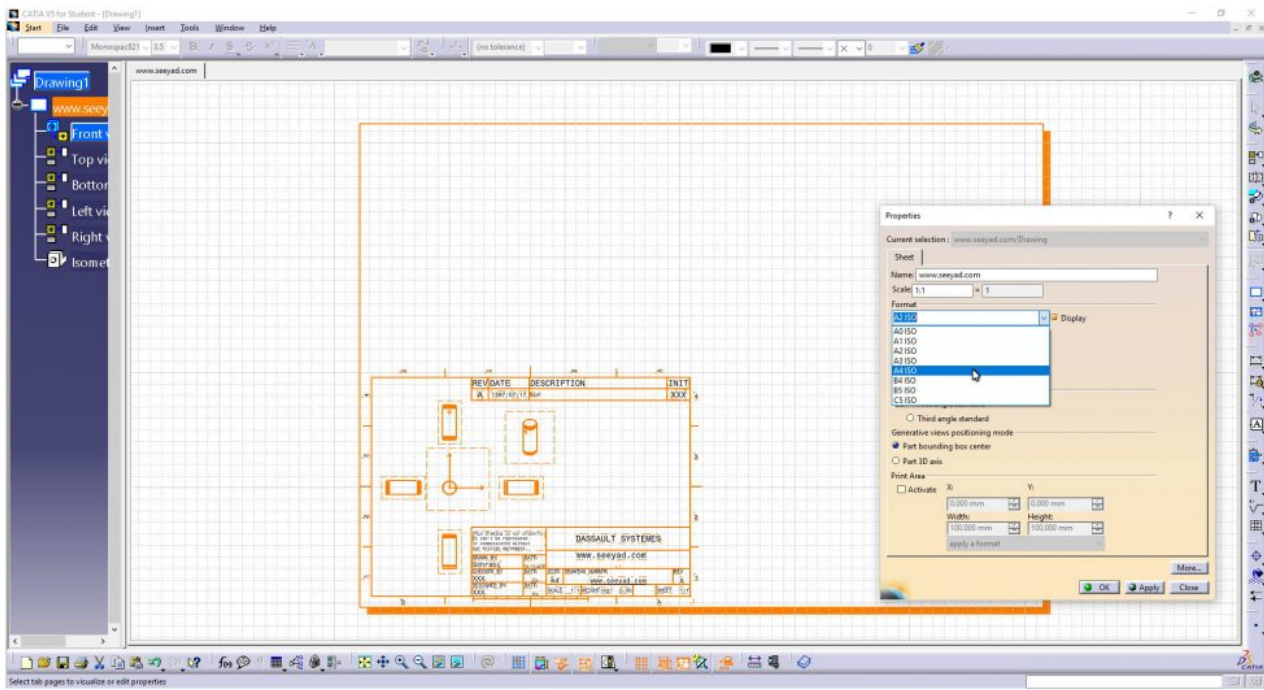 CATIA V5 for Student - [Drawing1]
Start File Edit View Insert Tools Window Help
Monospac821 3.5 B I S (no tolerance) 0
Drawing1
www.seey
Front v
Top vi
Bottor
Left vi
Right v
Isomet
www.seeyad.com
REV DATE DESCRIPTION INIT
A XXX
DASSAULT SYSTEMES
www.seeyad.com
www.seeyad.com
XXX
XXX
Properties ? X
Current selection : www.seeyad.com/Drawing
Sheet
Name: www.seeyad.com
Scale: 1:1 = 1
Format
A2 ISO Display
A0 ISO
A1 ISO
A2 ISO
A3 ISO
A4 ISO
B4 ISO
B5 ISO
C5 ISO
Third angle standard
Generative views positioning mode
Part bounding box center
Part 3D axis
Print Area
Activate X: Y:
0,000 mm 0,000 mm
Width: Height:
100,000 mm 100,000 mm
apply a format
More...
OK Apply Close
Select tab pages to visualize or edit properties
CATIA